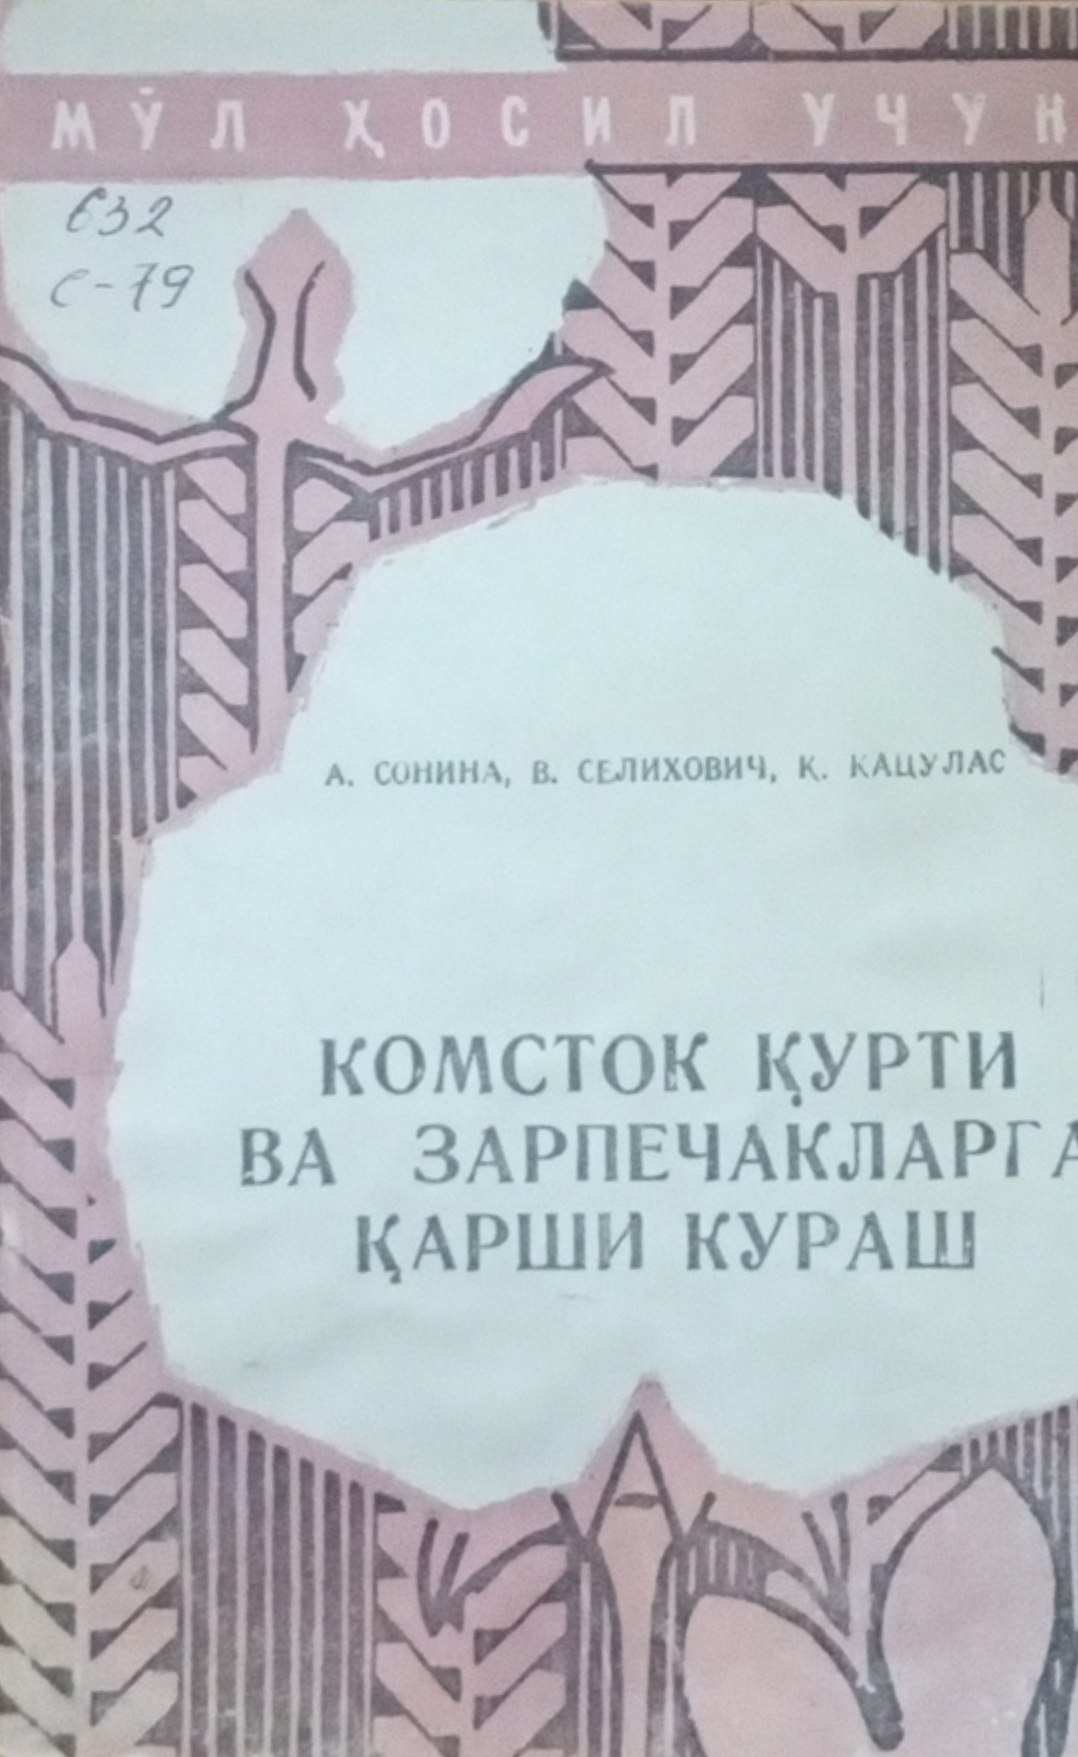 МЎЛ ҲОСИЛ УЧУН
632
С-79
А. СОНИНА, В. СЕЛИХОВИЧ, К. КАЦУЛАС
КОМСТОК ҚУРТИ
ВА ЗАРПЕЧАКЛАРГА
ҚАРШИ КУРАШ